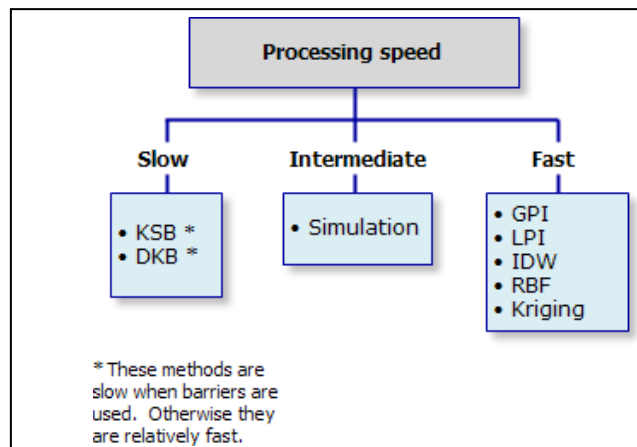 Processing speed
Slow
Intermediate
Fast
• KSB *
• DKB *
• Simulation
• GPI
• LPI
• IDW
• RBF
• Kriging
* These methods are
slow when barriers are
used. Otherwise they
are relatively fast.